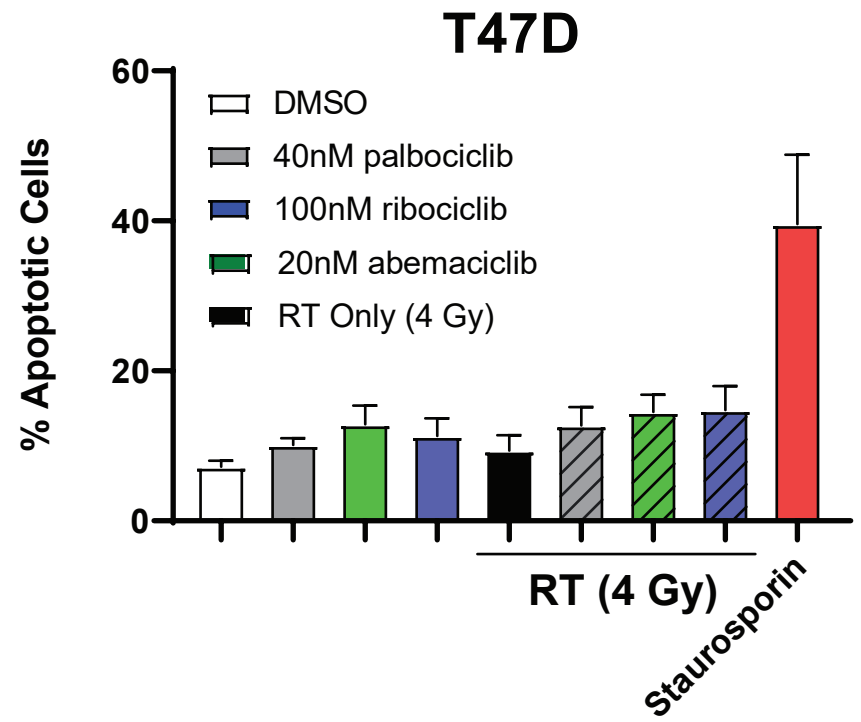 T47D
% Apoptotic Cells
60
40
20
0
DMSO
40nM palbociclib
100nM ribociclib
20nM abemaciclib
RT Only (4 Gy)
RT (4 Gy)
Staurosporin